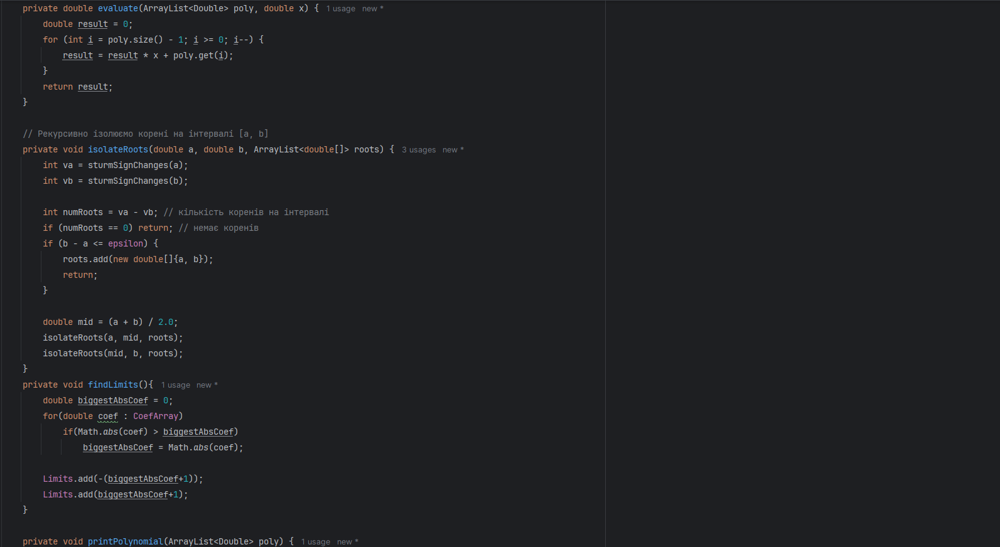 private double evaluate(ArrayList<Double> poly, double x) { 1 usage new *
double result = 0;
for (int i = poly.size() - 1; i >= 0; i--) {
result = result * x + poly.get(i);
}
return result;
}
// Рекурсивно ізолюємо корені на інтервалі [a, b]
private void isolateRoots(double a, double b, ArrayList<double[]> roots) { 3 usages new *
int va = sturmSignChanges(a);
int vb = sturmSignChanges(b);
int numRoots = va - vb; // кількість коренів на інтервалі
if (numRoots == 0) return; // немає коренів
if (b - a <= epsilon) {
roots.add(new double[]{a, b});
return;
}
double mid = (a + b) / 2.0;
isolateRoots(a, mid, roots);
isolateRoots(mid, b, roots);
}
private void findLimits(){ 1 usage new *
double biggestAbsCoef = 0;
for(double coef : CoefArray)
if(Math.abs(coef) > biggestAbsCoef)
biggestAbsCoef = Math.abs(coef);
Limits.add(-(biggestAbsCoef+1));
Limits.add(biggestAbsCoef+1);
}
private void printPolynomial(ArrayList<Double> poly) { 1 usage new *